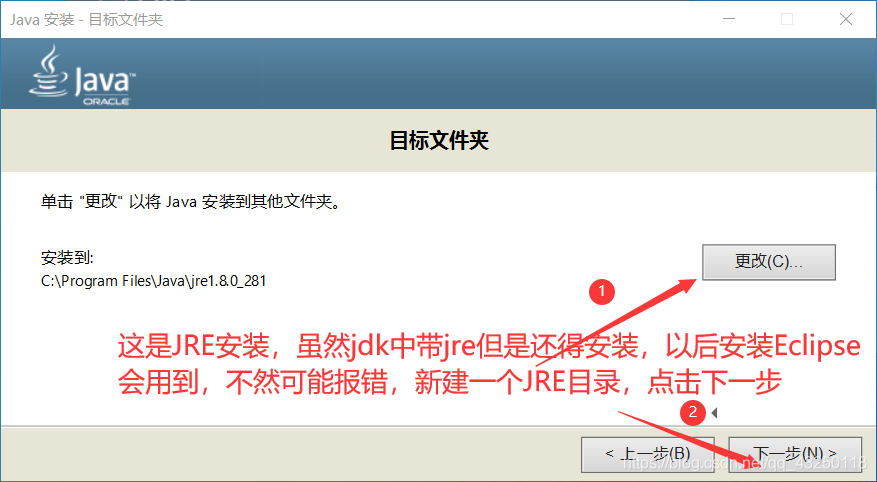 Java 安装 - 目标文件夹
Java™
ORACLE
目标文件夹
单击 "更改" 以将 Java 安装到其他文件夹。
安装到:
C:\Program Files\Java\jre1.8.0_281
更改(C)...
1
这是JRE安装，虽然jdk中带jre但是还得安装，以后安装Eclipse
会用到，不然可能报错，新建一个JRE目录，点击下一步
2
< 上一步(B)
下一步(N) >
https://blog.csdn.net/qq_43250118